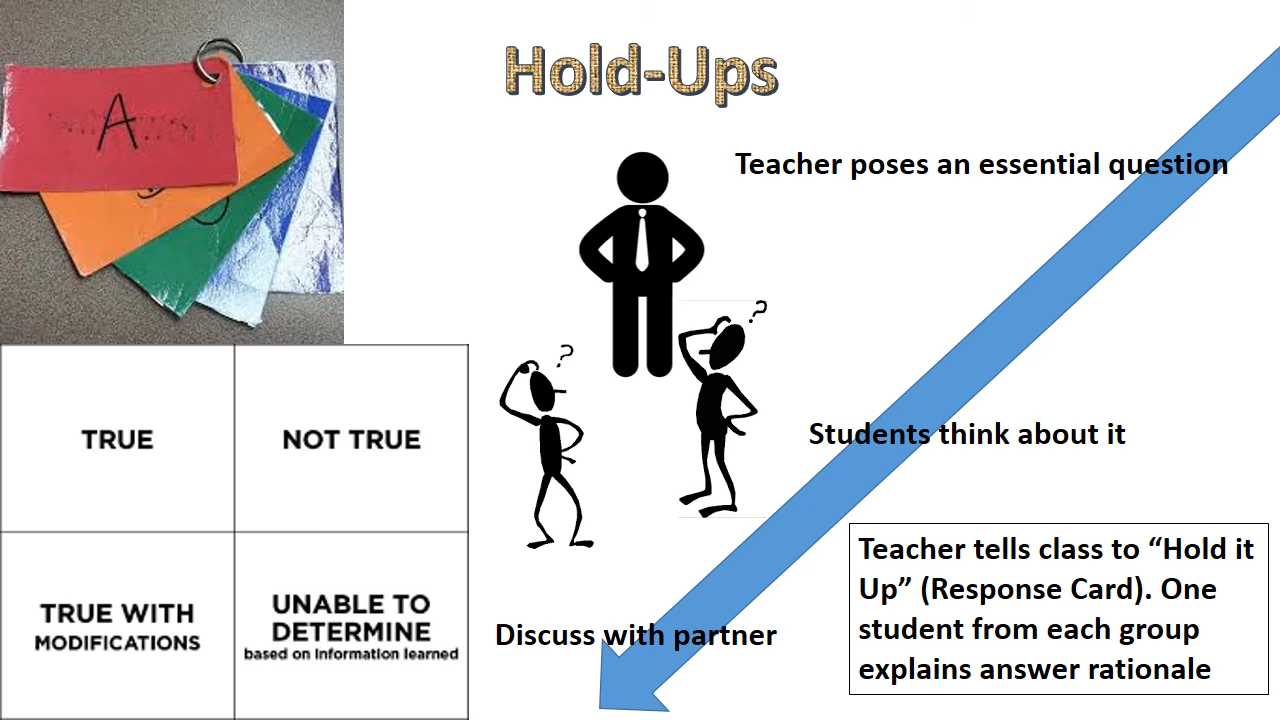 Hold-Ups
A
Teacher poses an essential question
?
?
Students think about it
TRUE
NOT TRUE
TRUE WITH
MODIFICATIONS
UNABLE TO
DETERMINE
based on information learned
Discuss with partner
Teacher tells class to “Hold it
Up” (Response Card). One
student from each group
explains answer rationale